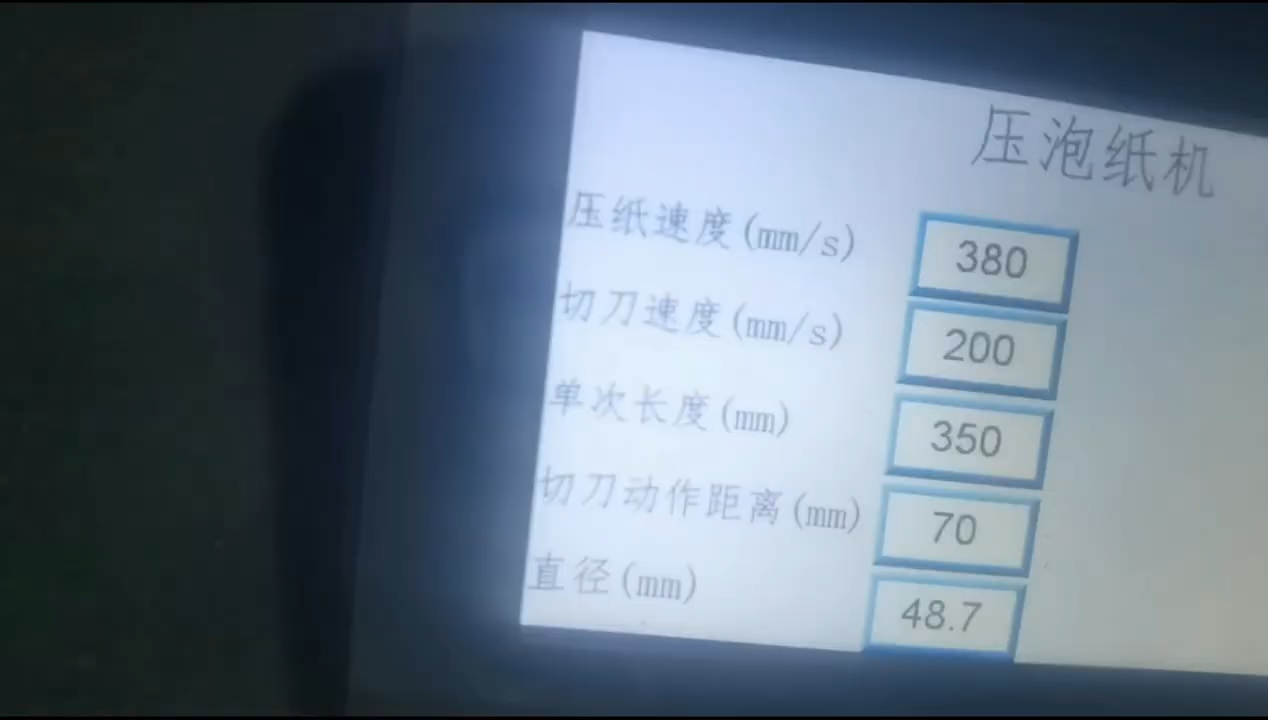 压泡纸机
压纸速度(mm/s) 380
切刀速度(mm/s) 200
单次长度(mm) 350
切刀动作距离(mm) 70
直径(mm) 48.7